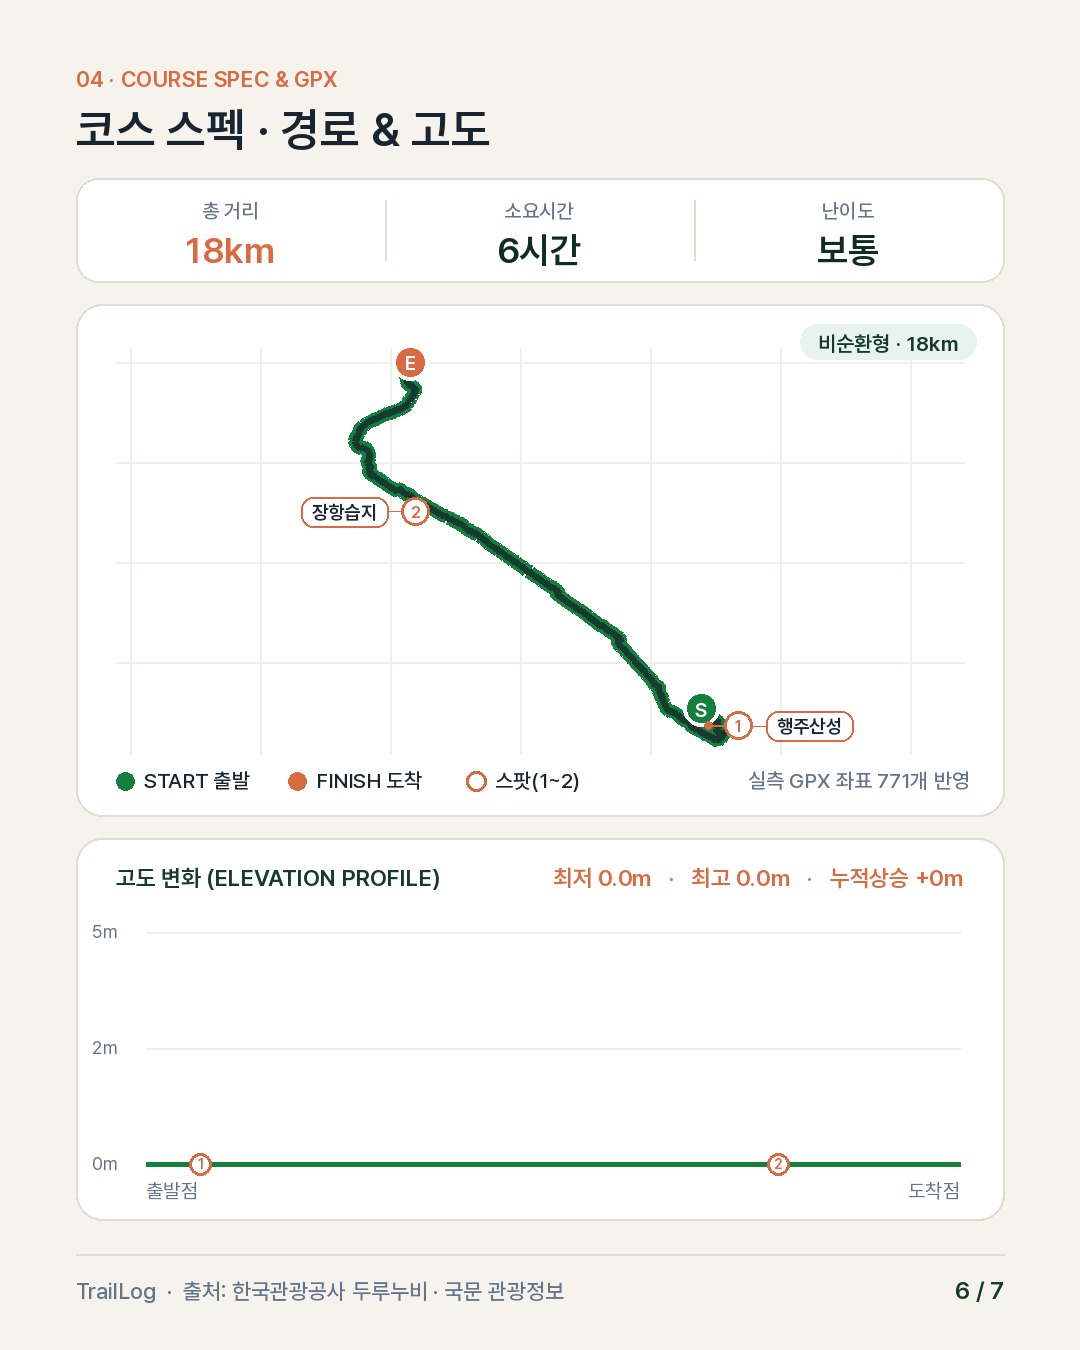 04 · COURSE SPEC & GPX
코스 스펙 · 경로 & 고도
총 거리
18km
소요시간
6시간
난이도
보통
비순환형 · 18km
E
장항습지
2
S
1
행주산성
START 출발
FINISH 도착
스팟(1~2)
실측 GPX 좌표 771개 반영
고도 변화 (ELEVATION PROFILE)
최저 0.0m · 최고 0.0m · 누적상승 +0m
5m
2m
0m
1
2
출발점
도착점
TrailLog · 출처: 한국관광공사 두루누비 · 국문 관광정보
6 / 7